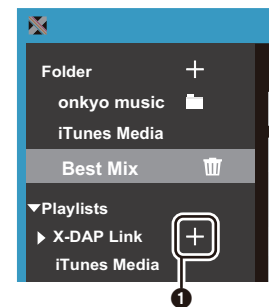 Folder
onkyo music
iTunes Media
Best Mix
Playlists
X-DAP Link
iTunes Media
1